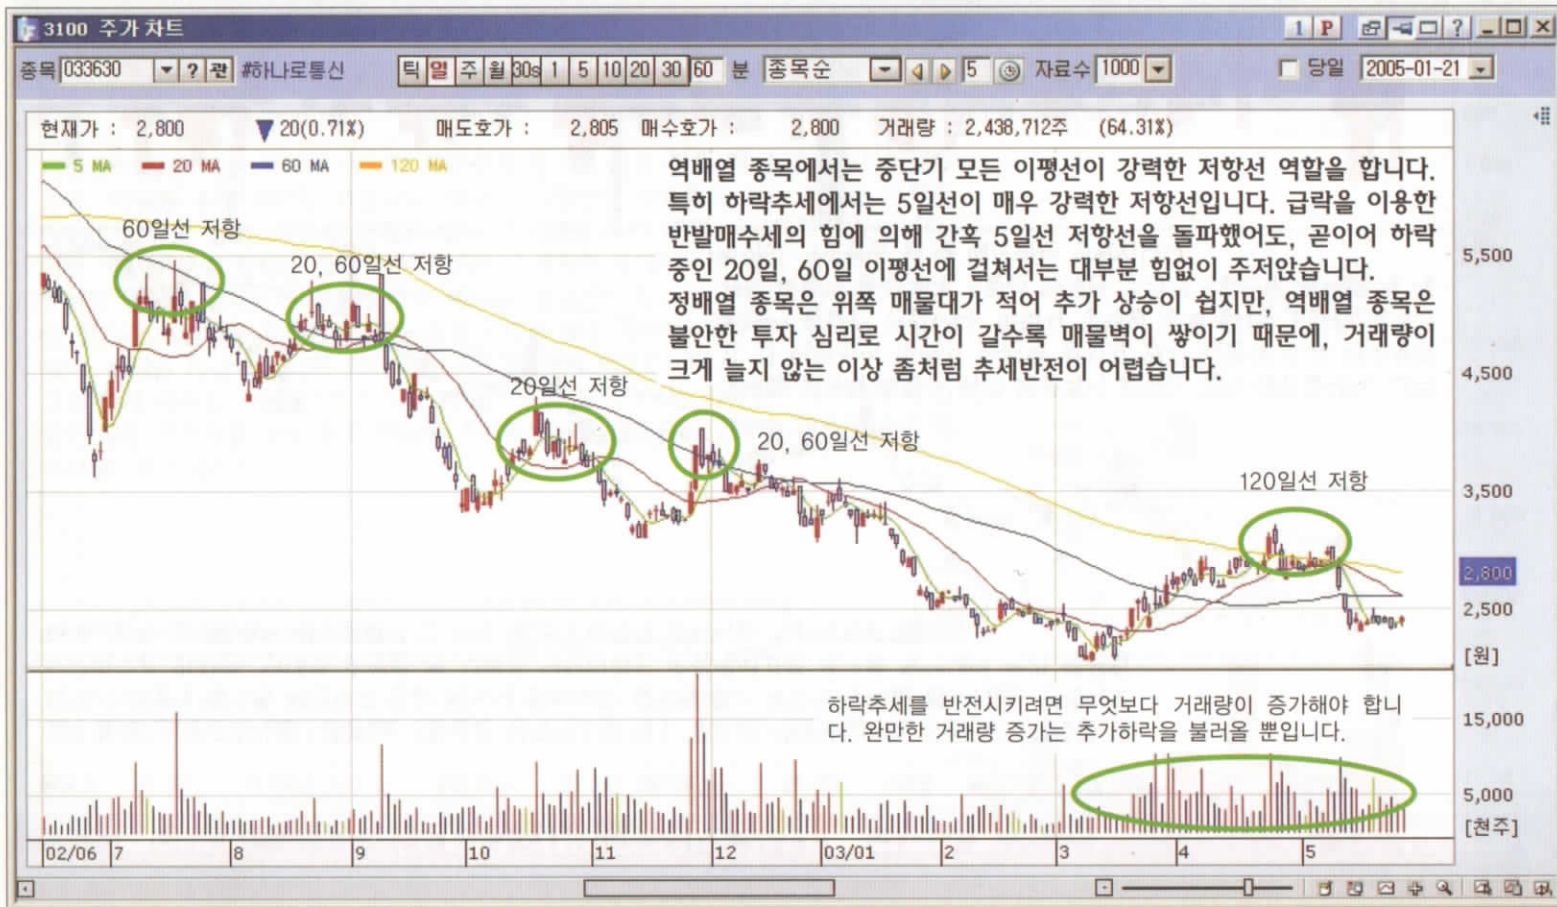 3100 주가 차트
1 P ?
종목 033630 ? 관 #하나로통신 틱 일 주 월 30s 1 5 10 20 30 60 분 종목순 5 자료수 1000 당일 2005-01-21
현재가 : 2,800 ▼ 20(0.71%) 매도호가 : 2,805 매수호가 : 2,800 거래량 : 2,438,712주 (64.31%)
5 MA 20 MA 60 MA 120 MA
역배열 종목에서는 중단기 모든 이평선이 강력한 저항선 역할을 합니다.
특히 하락추세에서는 5일선이 매우 강력한 저항선입니다. 급락을 이용한
반발매수세의 힘에 의해 간혹 5일선 저항선을 돌파했어도, 곧이어 하락
중인 20일, 60일 이평선에 걸쳐서는 대부분 힘없이 주저앉습니다.
정배열 종목은 위쪽 매물대가 적어 추가 상승이 쉽지만, 역배열 종목은
불안한 투자 심리로 시간이 갈수록 매물벽이 쌓이기 때문에, 거래량이
크게 늘지 않는 이상 좀처럼 추세반전이 어렵습니다.
60일선 저항
20, 60일선 저항
20일선 저항
20, 60일선 저항
120일선 저항
5,500
4,500
3,500
2,800
2,500
[원]
하락추세를 반전시키려면 무엇보다 거래량이 증가해야 합니
다. 완만한 거래량 증가는 추가하락을 불러올 뿐입니다.
15,000
5,000
[천주]
02/06 7 8 9 10 11 12 03/01 2 3 4 5